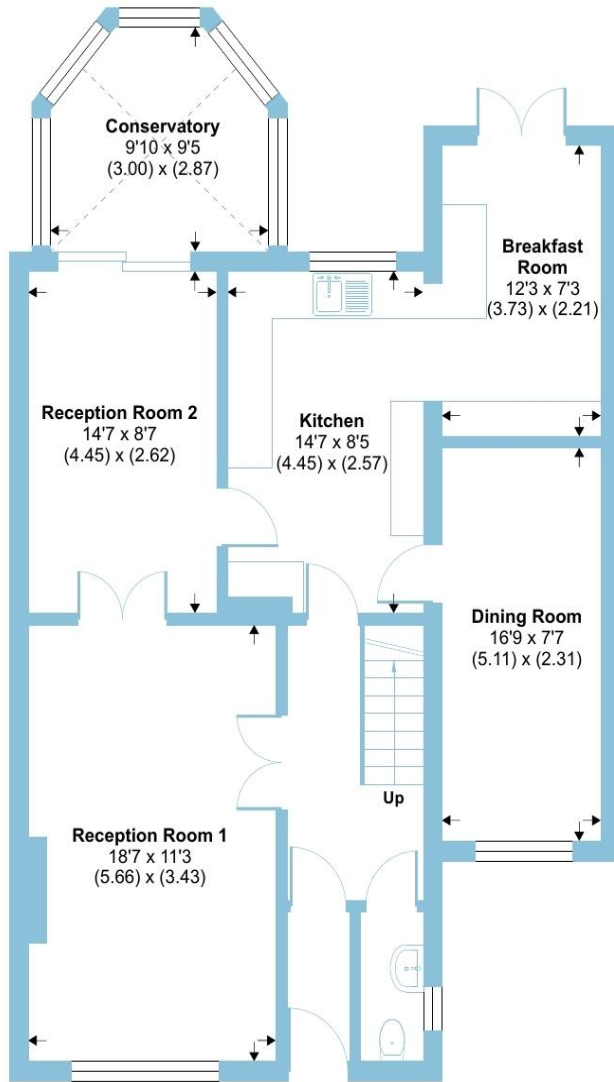 Conservatory
9'10 x 9'5
(3.00) x (2.87)
Breakfast
Room
12'3 x 7'3
(3.73) x (2.21)
Reception Room 2
14'7 x 8'7
(4.45) x (2.62)
Kitchen
14'7 x 8'5
(4.45) x (2.57)
Dining Room
16'9 x 7'7
(5.11) x (2.31)
Up
Reception Room 1
18'7 x 11'3
(5.66) x (3.43)